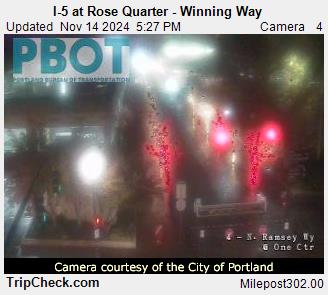 I-5 at Rose Quarter - Winning Way
Updated Nov 14 2024 5:27 PM Camera 4
PBOT
PORTLAND BUREAU OF TRANSPORTATION
4 - N. Ramsey Wy
@ One Ctr
Camera courtesy of the City of Portland
TripCheck.com Milepost302.00